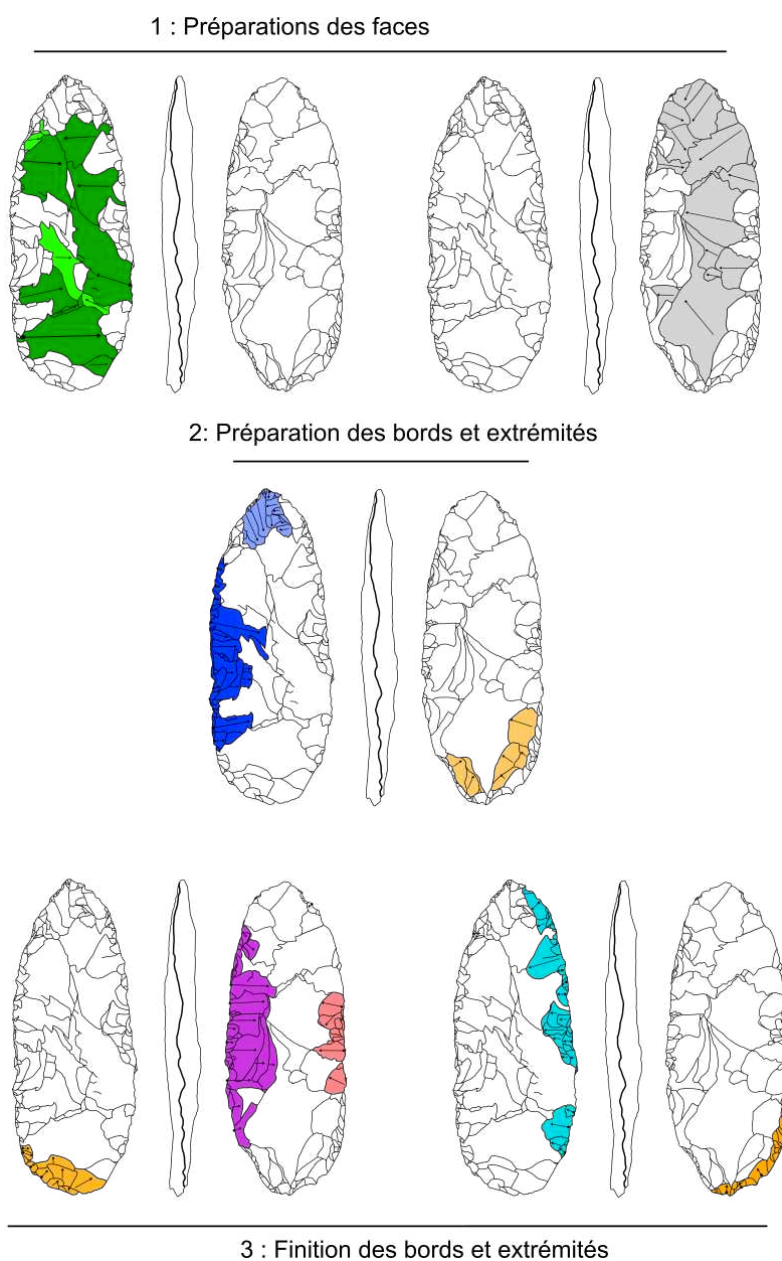 1 : Préparations des faces
2: Préparation des bords et extrémités
3 : Finition des bords et extrémités